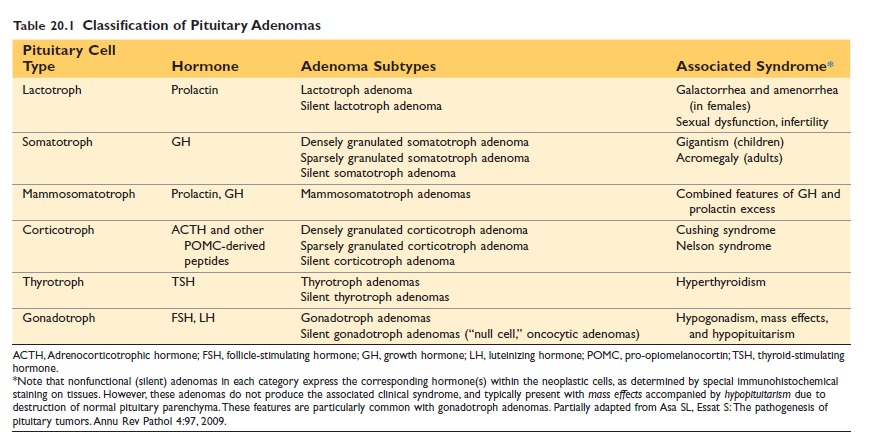 Table 20.1 Classification of Pituitary Adenomas
Pituitary Cell
Type Hormone Adenoma Subtypes Associated Syndrome*
Lactotroph Prolactin Lactotroph adenoma Galactorrhea and amenorrhea
Silent lactotroph adenoma (in females)
Sexual dysfunction, infertility
Somatotroph GH Densely granulated somatotroph adenoma Gigantism (children)
Sparsely granulated somatotroph adenoma Acromegaly (adults)
Silent somatotroph adenoma
Mammosomatotroph Prolactin, GH Mammosomatotroph adenomas Combined features of GH and
prolactin excess
Corticotroph ACTH and other Densely granulated corticotroph adenoma Cushing syndrome
POMC-derived Sparsely granulated corticotroph adenoma Nelson syndrome
peptides Silent corticotroph adenoma
Thyrotroph TSH Thyrotroph adenomas Hyperthyroidism
Silent thyrotroph adenomas
Gonadotroph FSH, LH Gonadotroph adenomas Hypogonadism, mass effects,
Silent gonadotroph adenomas (“null cell,” oncocytic adenomas) and hypopituitarism
ACTH, Adrenocorticotrophic hormone; FSH, follicle-stimulating hormone; GH, growth hormone; LH, luteinizing hormone; POMC, pro-opiomelanocortin; TSH, thyroid-stimulating
hormone.
*Note that nonfunctional (silent) adenomas in each category express the corresponding hormone(s) within the neoplastic cells, as determined by special immunohistochemical
staining on tissues. However, these adenomas do not produce the associated clinical syndrome, and typically present with mass effects accompanied by hypopituitarism due to
destruction of normal pituitary parenchyma. These features are particularly common with gonadotroph adenomas. Partially adapted from Asa SL, Essat S: The pathogenesis of
pituitary tumors. Annu Rev Pathol 4:97, 2009.